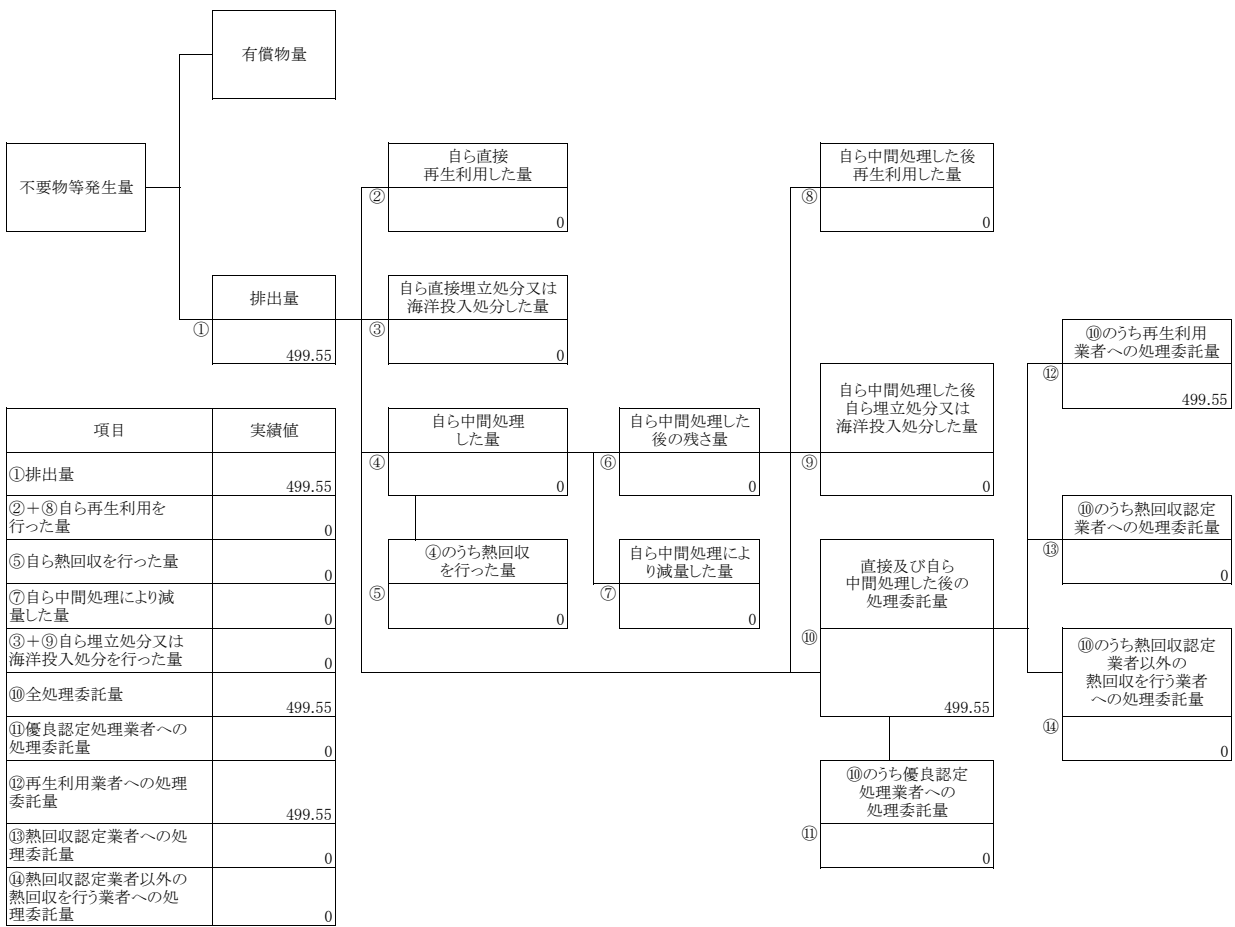 有償物量
不要物等発生量
自ら直接
再生利用した量
②
0
自ら中間処理した後
再生利用した量
⑧
0
排出量
①
499.55
自ら直接埋立処分又は
海洋投入処分した量
③
0
⑩のうち再生利用
業者への処理委託量
⑫
499.55
自ら中間処理した後
自ら埋立処分又は
海洋投入処分した量
⑨
0
自ら中間処理
した量
④
0
自ら中間処理した
後の残さ量
⑥
0
⑩のうち熱回収認定
業者への処理委託量
⑬
0
④のうち熱回収
を行った量
⑤
0
自ら中間処理によ
り減量した量
⑦
0
直接及び自ら
中間処理した後の
処理委託量
⑩
499.55
⑩のうち熱回収認定
業者以外の
熱回収を行う業者
への処理委託量
⑭
0
⑩のうち優良認定
処理業者への
処理委託量
⑪
0
項目 実績値
①排出量
499.55
②+⑧自ら再生利用を
行った量
0
⑤自ら熱回収を行った量
0
⑦自ら中間処理により減
量した量
0
③+⑨自ら埋立処分又は
海洋投入処分を行った量
0
⑩全処理委託量
499.55
⑪優良認定処理業者への
処理委託量
0
⑫再生利用業者への処理
委託量
499.55
⑬熱回収認定業者への処
理委託量
0
⑭熱回収認定業者以外の
熱回収を行う業者への処
理委託量
0